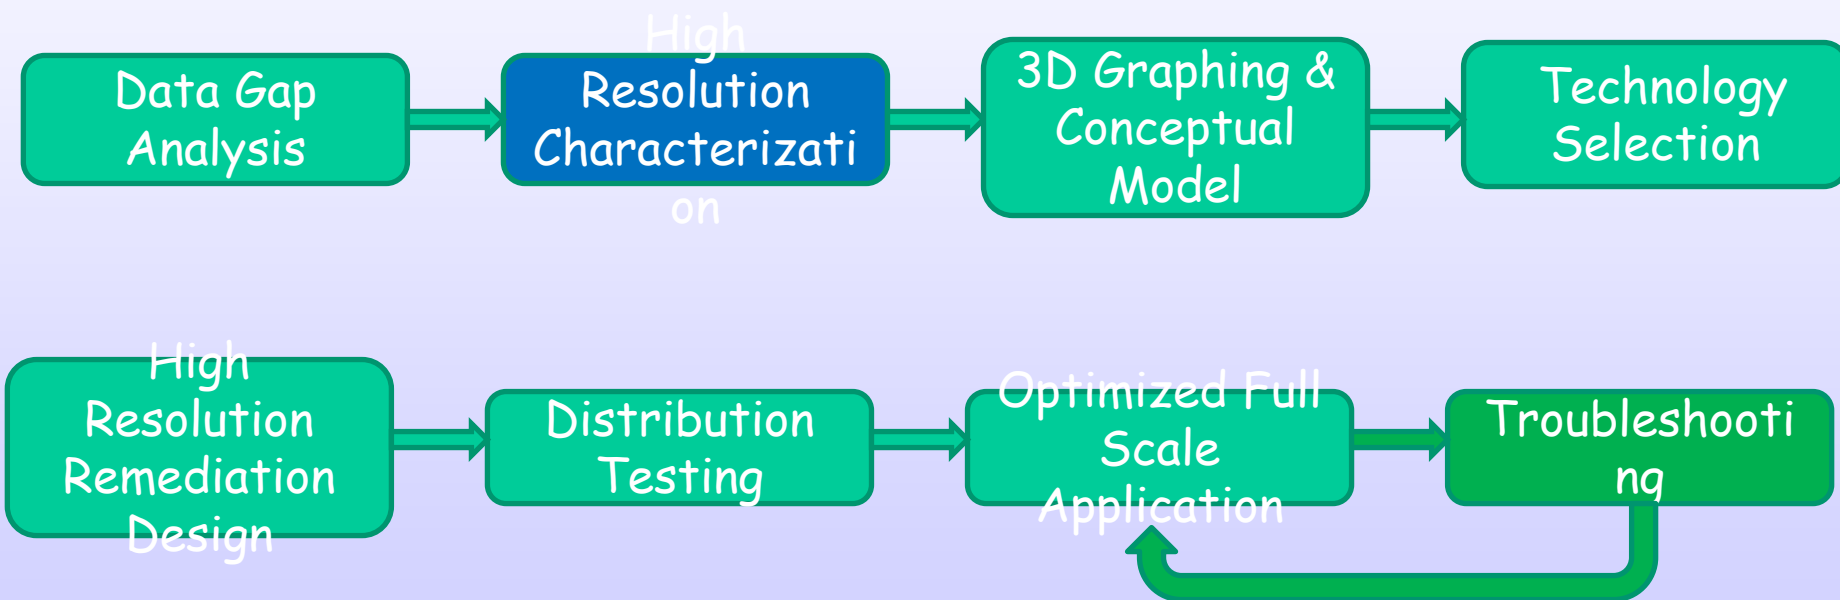 Data Gap
Analysis
High
Resolution
Characterizati
on
3D Graphing &
Conceptual
Model
Technology
Selection
High
Resolution
Remediation
Design
Distribution
Testing
Optimized Full
Scale
Application
Troubleshooti
ng